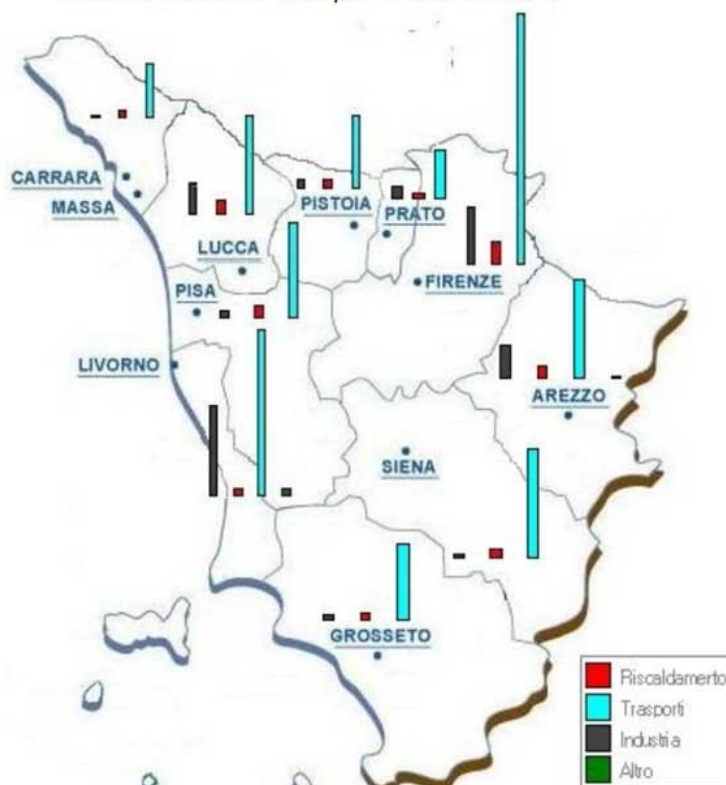 CARRARA
MASSA
PISTOIA
PRATO
LUCCA
FIRENZE
PISA
LIVORNO
AREZZO
SIENA
GROSSETO
Riscaldamento
Trasporti
Industria
Altro